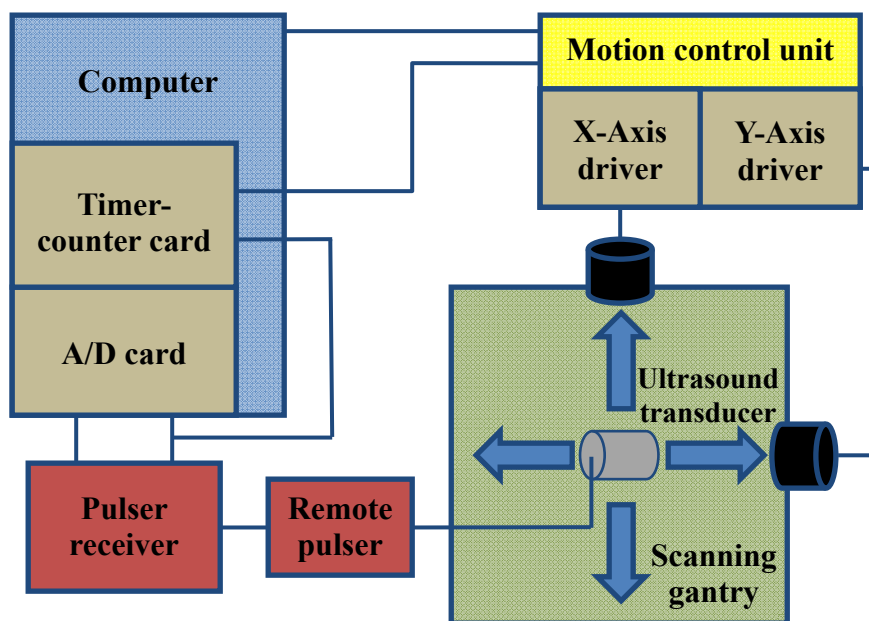 Computer
Timer-
counter card
A/D card
Motion control unit
X-Axis
driver
Y-Axis
driver
Ultrasound
transducer
Scanning
gantry
Pulser
receiver
Remote
pulser